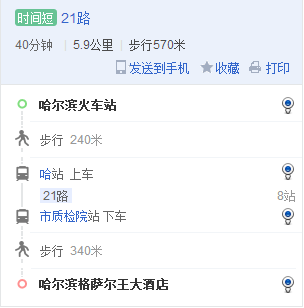 时间短 21路
40分钟 | 5.9公里 | 步行570米
发送到手机 收藏 打印
哈尔滨火车站
步行 240米
哈站 上车
21路 8站
市质检院站 下车
步行 340米
哈尔滨格萨尔王大酒店